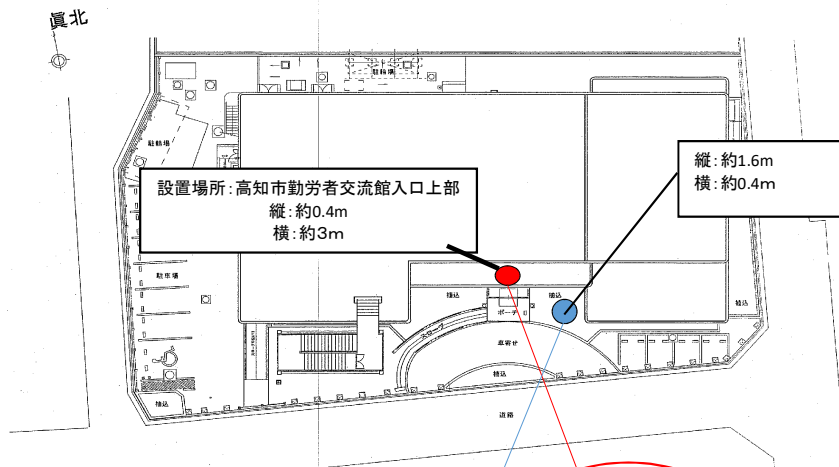 眞北
駐輪場
駐輪場
縦：約1.6m
横：約0.4m
設置場所：高知市勤労者交流館入口上部
縦：約0.4m
横：約3m
駐車場
植込
植込
植込
ポーチ
車寄せ
植込
植込
道路